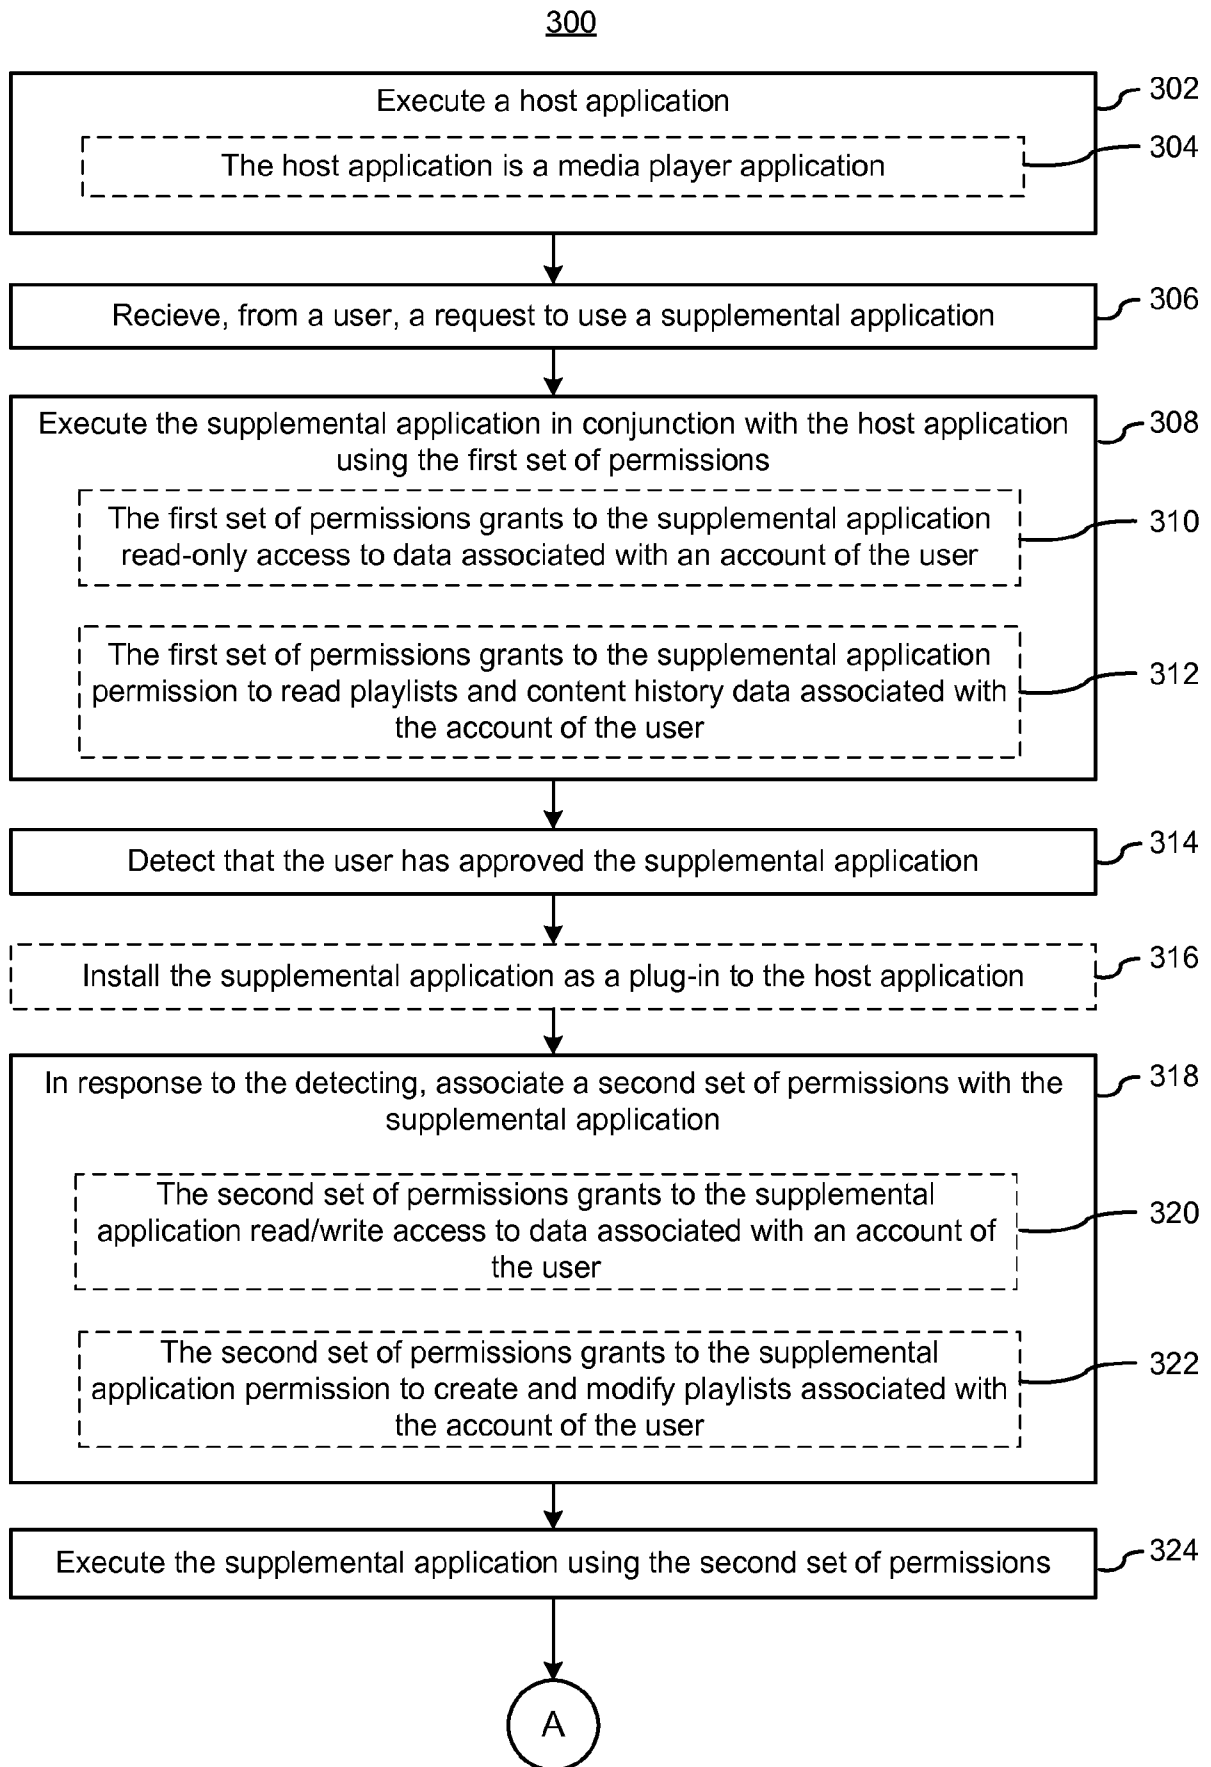 300
Execute a host application
302
The host application is a media player application
304
Recieve, from a user, a request to use a supplemental application
306
Execute the supplemental application in conjunction with the host application
using the first set of permissions
308
The first set of permissions grants to the supplemental application
read-only access to data associated with an account of the user
310
The first set of permissions grants to the supplemental application
permission to read playlists and content history data associated with
the account of the user
312
Detect that the user has approved the supplemental application
314
Install the supplemental application as a plug-in to the host application
316
In response to the detecting, associate a second set of permissions with the
supplemental application
318
The second set of permissions grants to the supplemental
application read/write access to data associated with an account of
the user
320
The second set of permissions grants to the supplemental
application permission to create and modify playlists associated with
the account of the user
322
Execute the supplemental application using the second set of permissions
324
A